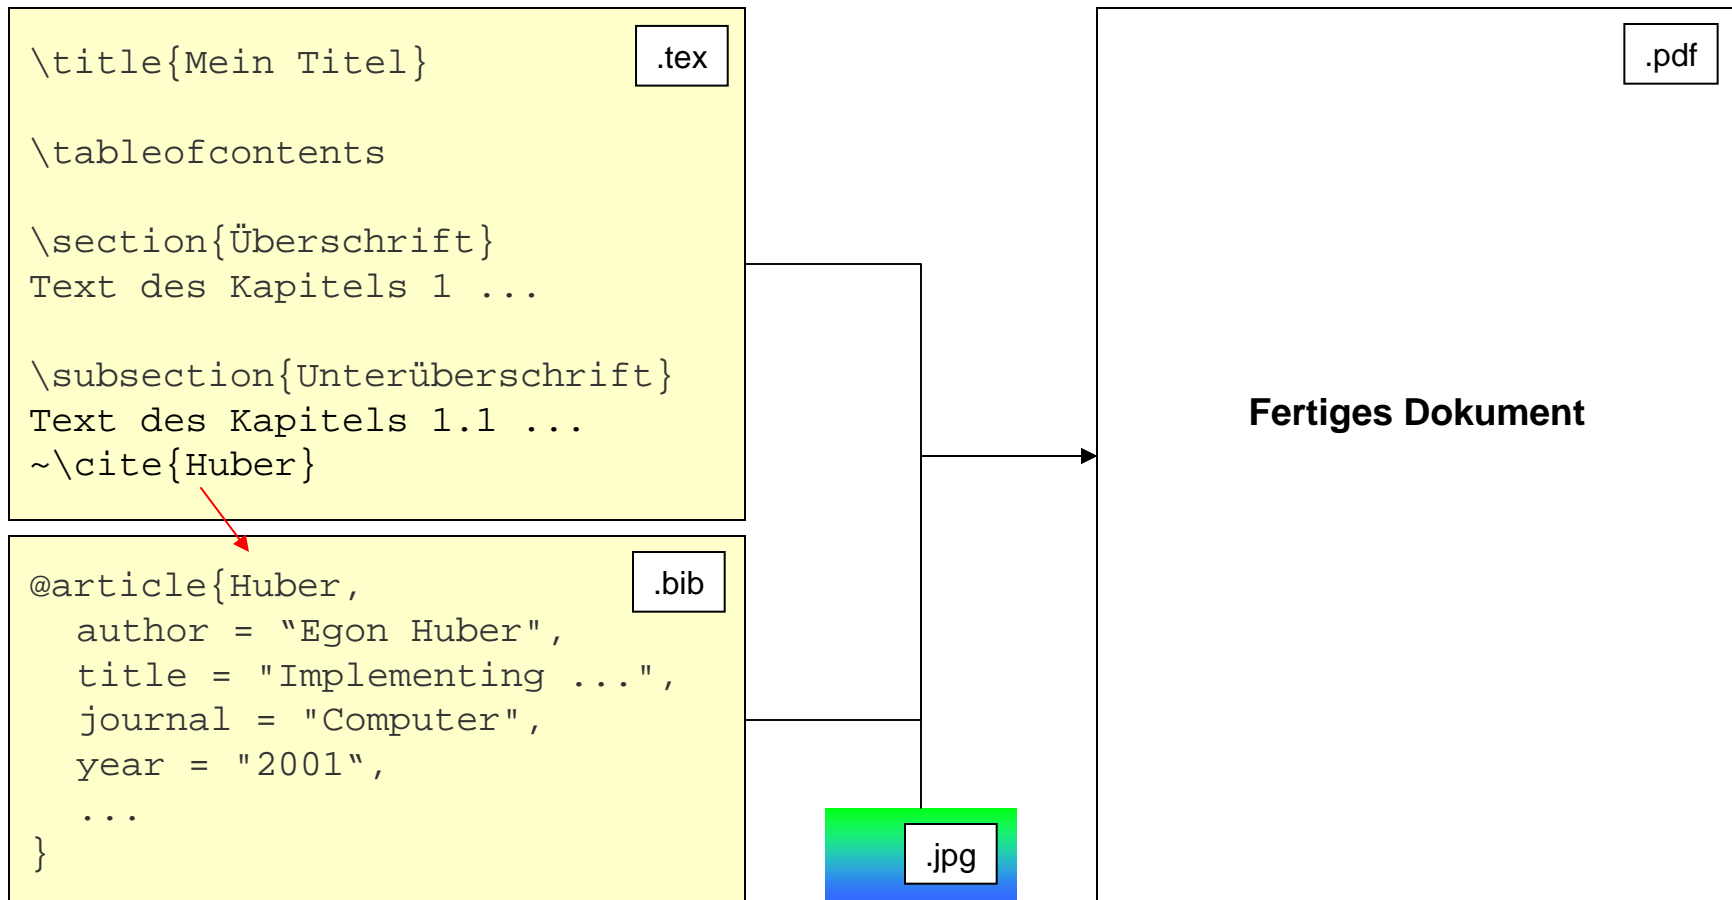 \title{Mein Titel}
.tex
\tableofcontents
\section{Überschrift}
Text des Kapitels 1 ...
\subsection{Unterüberschrift}
Text des Kapitels 1.1 ...
~\cite{Huber}
@article{Huber,
.bib
author = “Egon Huber",
title = "Implementing ...",
journal = "Computer",
year = "2001“,
...
}
.jpg
.pdf
Fertiges Dokument